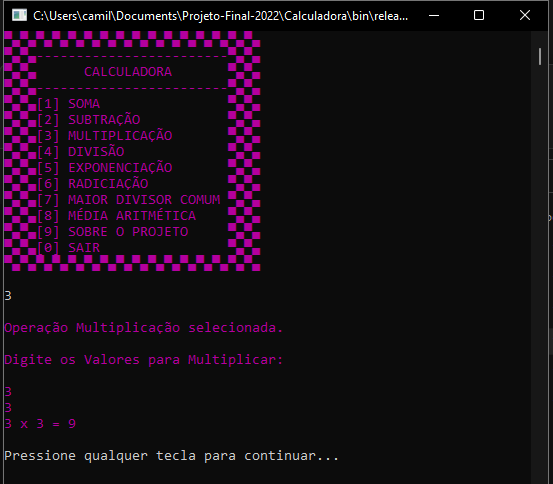 C:\Users\camil\Documents\Projeto-Final-2022\Calculadora\bin\relea...
------------------------
CALCULADORA
------------------------
[1] SOMA
[2] SUBTRAÇÃO
[3] MULTIPLICAÇÃO
[4] DIVISÃO
[5] EXPONENCIAÇÃO
[6] RADICIAÇÃO
[7] MAIOR DIVISOR COMUM
[8] MÉDIA ARITMÉTICA
[9] SOBRE O PROJETO
[0] SAIR
3
Operação Multiplicação selecionada.
Digite os Valores para Multiplicar:
3
3
3 x 3 = 9
Pressione qualquer tecla para continuar...